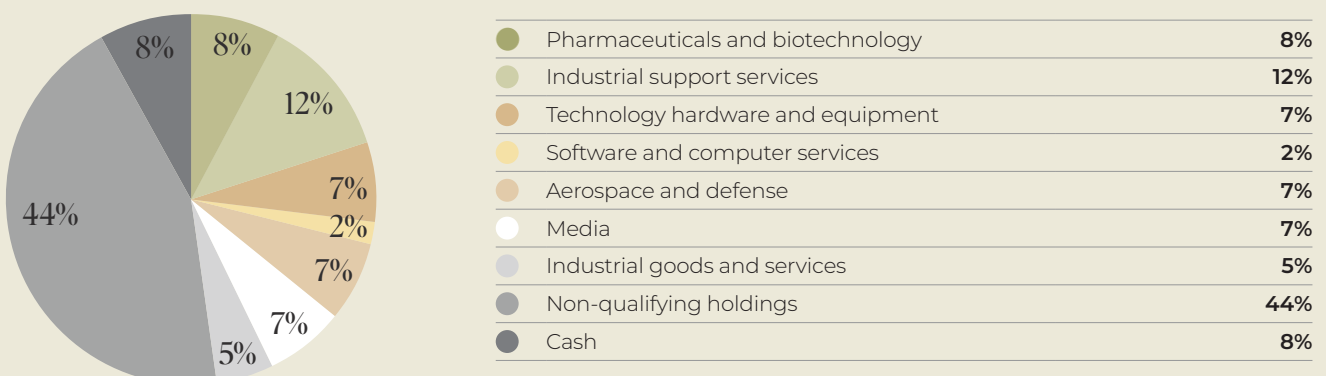 8%
8%
12%
7%
2%
7%
7%
5%
44%
Pharmaceuticals and biotechnology 8%
Industrial support services 12%
Technology hardware and equipment 7%
Software and computer services 2%
Aerospace and defense 7%
Media 7%
Industrial goods and services 5%
Non-qualifying holdings 44%
Cash 8%